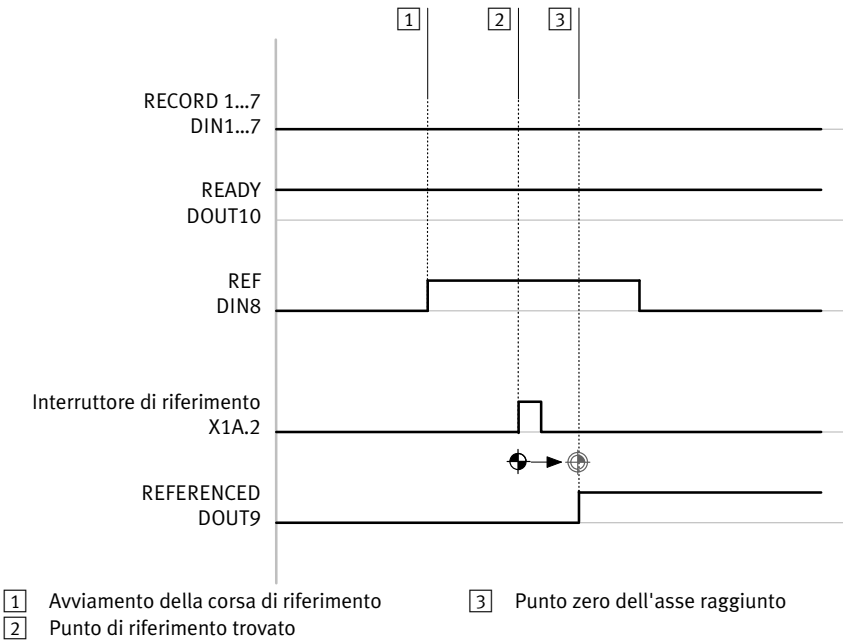 1 2 3
RECORD 1...7
DIN1...7
READY
DOUT10
REF
DIN8
Interruttore di riferimento
X1A.2
REFERENCED
DOUT9
1 Avviamento della corsa di riferimento
2 Punto di riferimento trovato
3 Punto zero dell'asse raggiunto